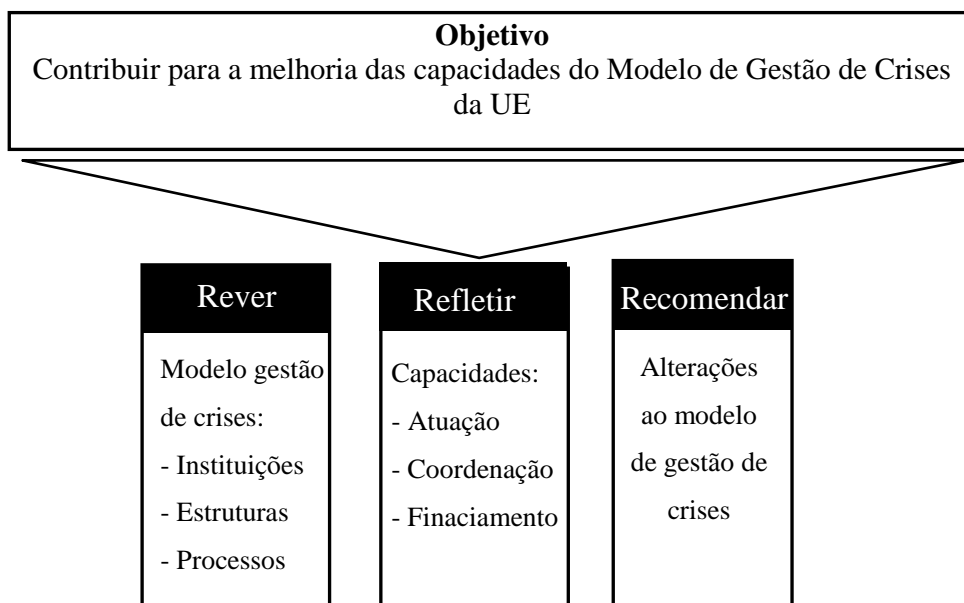 Objetivo
Contribuir para a melhoria das capacidades do Modelo de Gestão de Crises
da UE
Rever
Modelo gestão
de crises:
- Instituições
- Estruturas
- Processos
Refletir
Capacidades:
- Atuação
- Coordenação
- Finaciamento
Recomendar
Alterações
ao modelo
de gestão de
crises